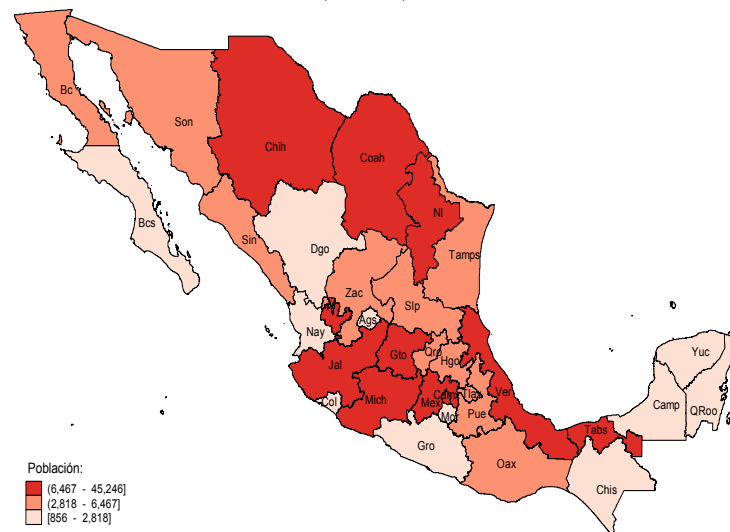 Bc
Son
Chih
Coah
Bcs
Sin
Dgo
Nl
Tamps
Zac
Slp
Nay
Ags
Jal
Gto
Qro
Hgo
Col
Mich
Mex
Cdmx
Tlax
Mor
Pue
Ver
Gro
Oax
Tabs
Chis
Camp
Yuc
QRoo
Población:
(6,467 - 45,246]
(2,818 - 6,467]
[856 - 2,818]